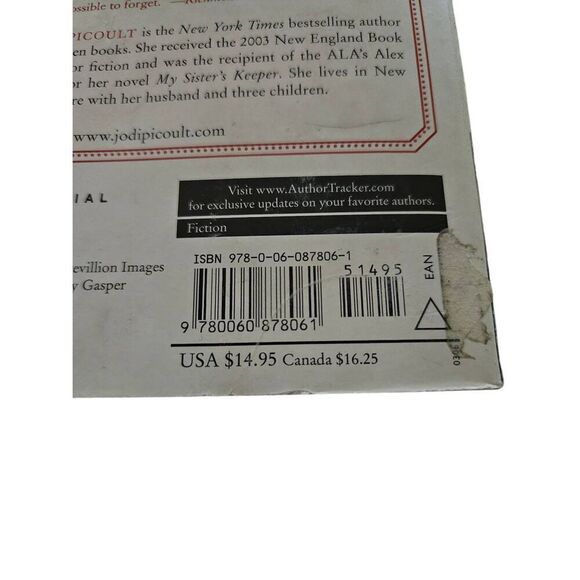 possible to forget.
PICOULT is the New York Times bestselling author
en books. She received the 2003 New England Book
or fiction and was the recipient of the ALA's Alex
or her novel My Sister's Keeper. She lives in New
re with her husband and three children.
www.jodipicoult.com
IAL
Visit www.AuthorTracker.com
for exclusive updates on your favorite authors.
Fiction
evillion Images
y Gasper
ISBN 978-0-06-087806-1
51495
EAN
9 780060 878061
USA $14.95 Canada $16.25